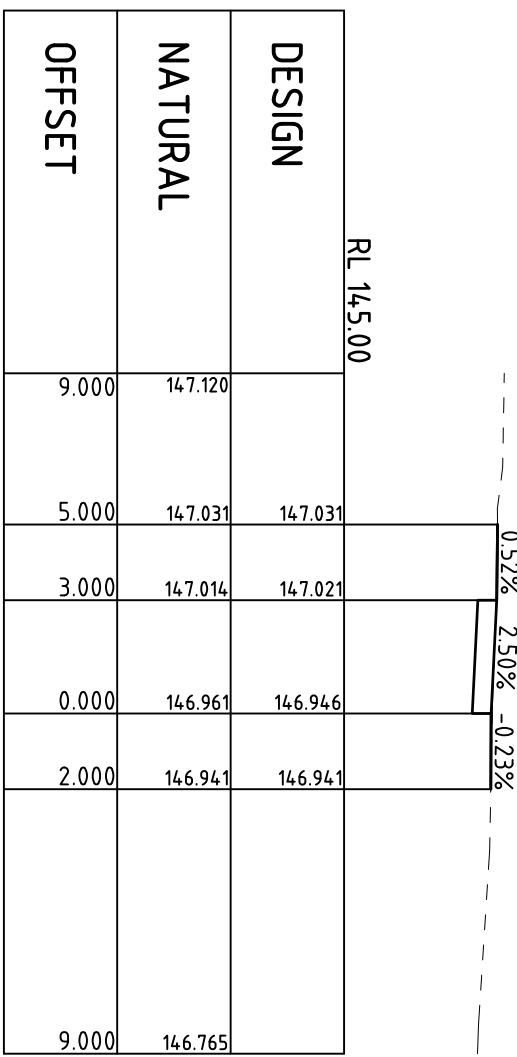 0.52% 2.50% -0.23%
RL 145.00
DESIGN 147.031 147.021 146.946 146.941
NATURAL 147.120 147.031 147.014 146.961 146.941 146.765
OFFSET 9.000 5.000 3.000 0.000 2.000 9.000